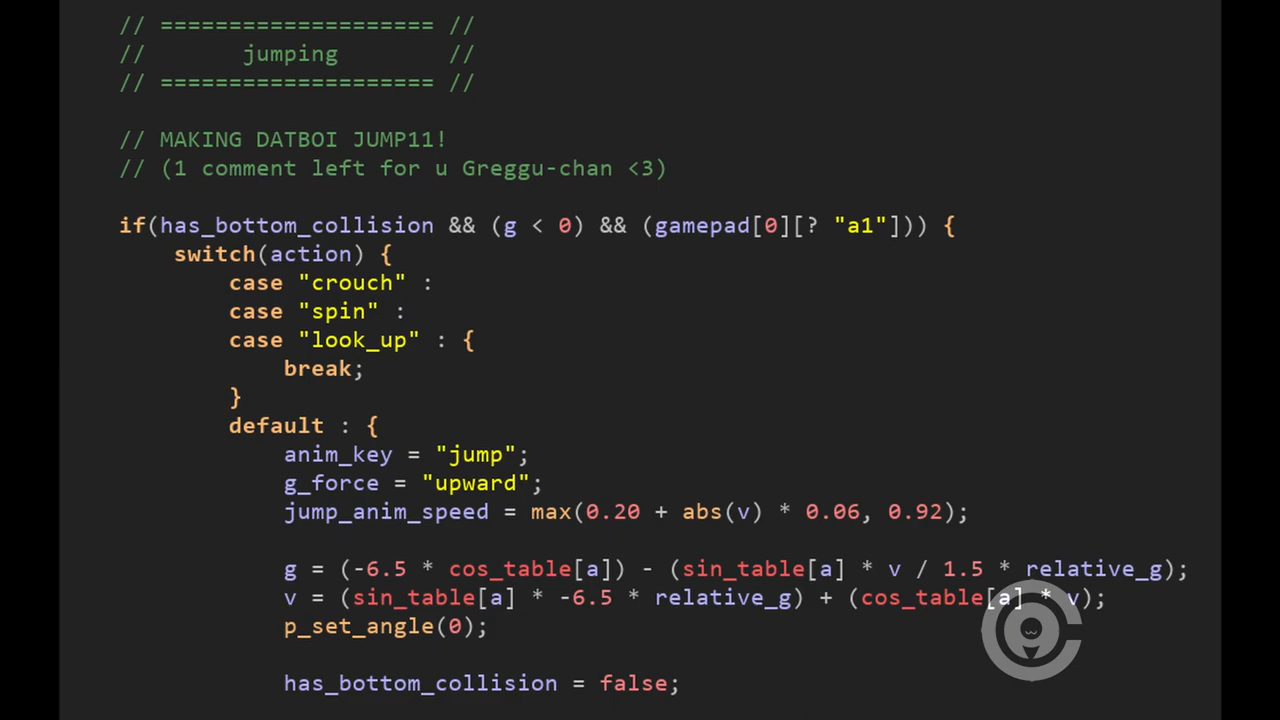 // ==================== //
// jumping //
// ==================== //
// MAKING DATBOI JUMP11!
// (1 comment left for u Greggu-chan <3)
if(has_bottom_collision && (g < 0) && (gamepad[0][? "a1"])) {
switch(action) {
case "crouch" :
case "spin" :
case "look_up" : {
break;
}
default : {
anim_key = "jump";
g_force = "upward";
jump_anim_speed = max(0.20 + abs(v) * 0.06, 0.92);
g = (-6.5 * cos_table[a]) - (sin_table[a] * v / 1.5 * relative_g);
v = (sin_table[a] * -6.5 * relative_g) + (cos_table[a] * v);
p_set_angle(0);
has_bottom_collision = false;